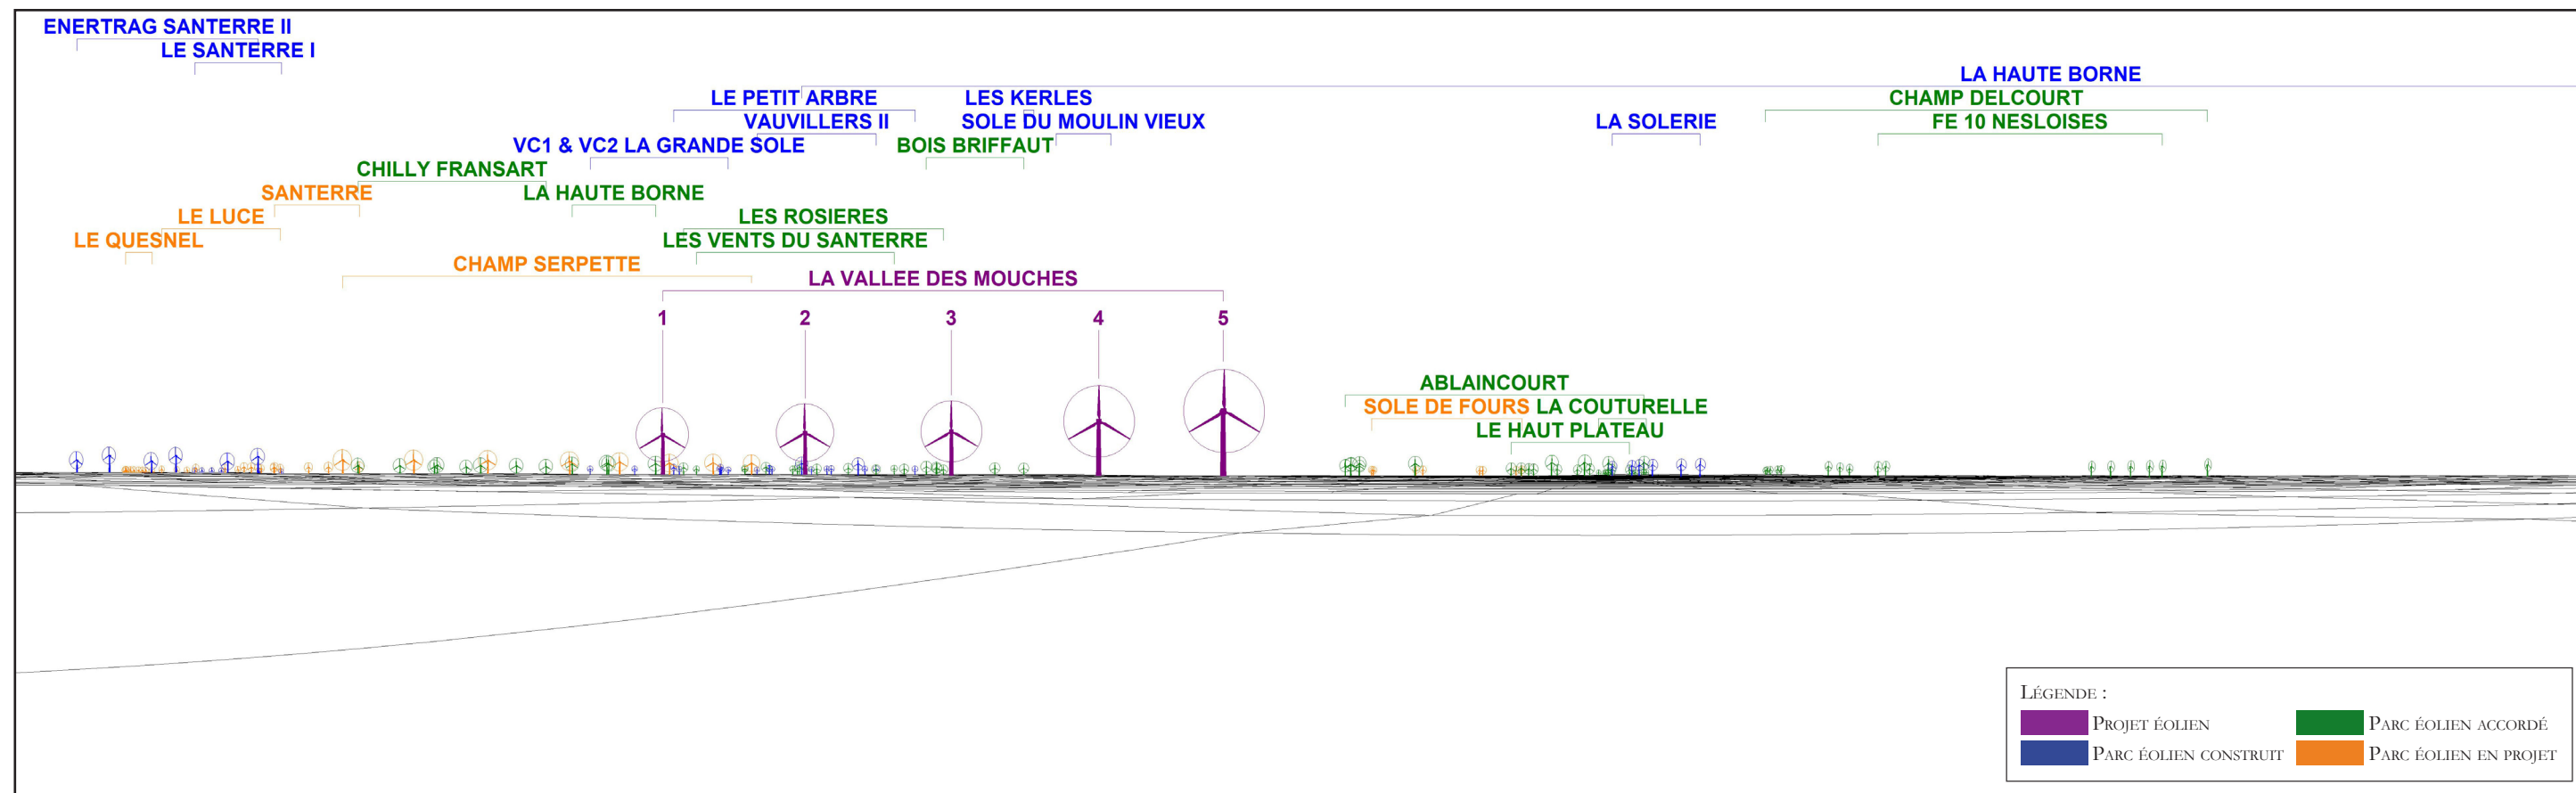 ENERTRAG SANTERRE II
LE SANTERRE I
LA HAUTE BORNE
LE PETIT ARBRE
LES KERLES
CHAMP DELCOURT
VAUVILLERS II
SOLE DU MOULIN VIEUX
LA SOLERIE
FE 10 NESLOISES
VC1 & VC2 LA GRANDE SOLE
BOIS BRIFFAUT
CHILLY FRANSART
SANTERRE
LA HAUTE BORNE
LE LUCE
LES ROSIERES
LE QUESNEL
LES VENTS DU SANTERRE
CHAMP SERPETTE
LA VALLEE DES MOUCHES
1 2 3 4 5
ABLAINCOURT
SOLE DE FOURS
LA COUTURELLE
LE HAUT PLATEAU
LÉGENDE :
PROJET ÉOLIEN
PARC ÉOLIEN ACCORDÉ
PARC ÉOLIEN CONSTRUIT
PARC ÉOLIEN EN PROJET